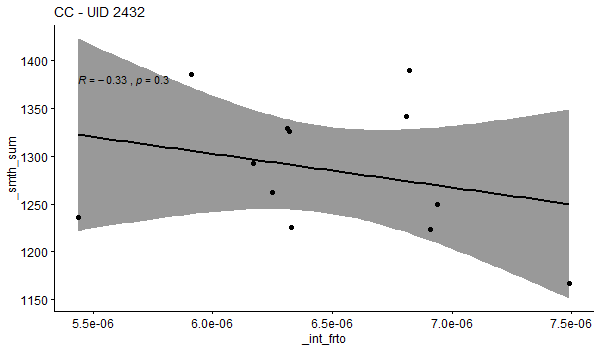 CC - UID 2432
1400
R = −0.33 , p = 0.3
1350
1300
1250
1200
1150
_smth_sum
5.5e-06 6.0e-06 6.5e-06 7.0e-06 7.5e-06
_int_frto